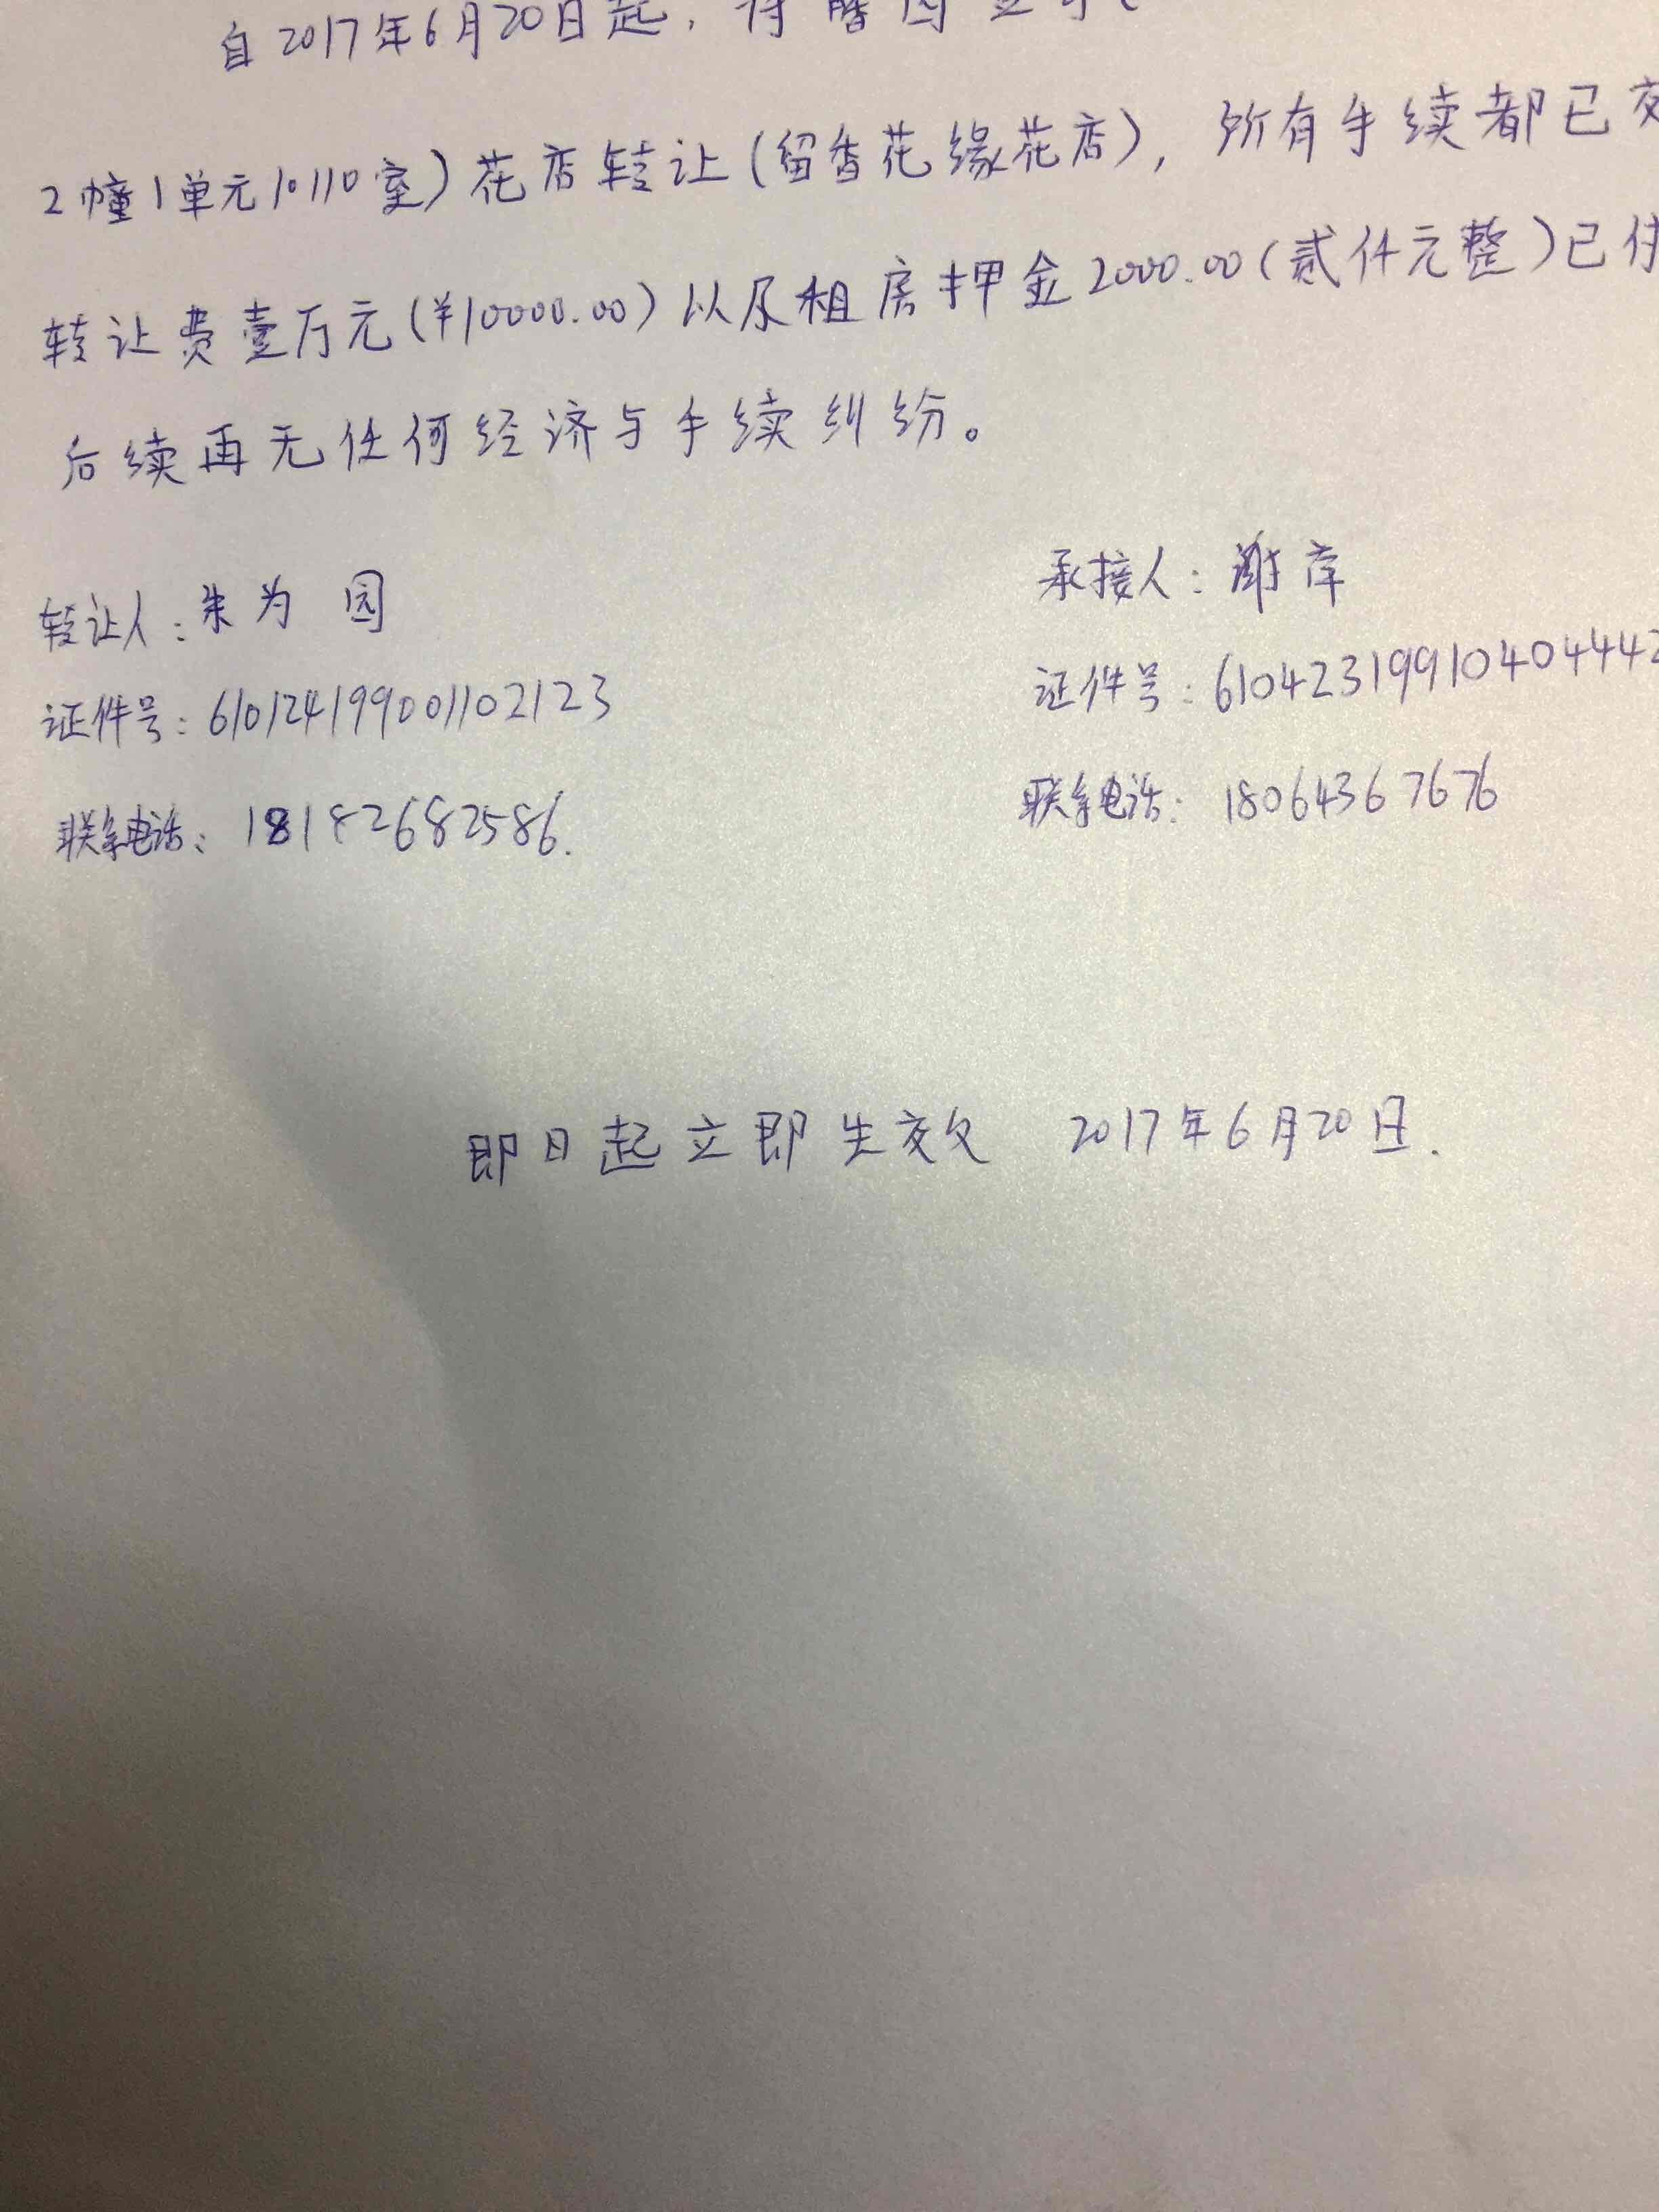 自2017年6月20日起，将
2幢1单元10110室）花店转让（留香花缘花店），所有手续都已交
转让费壹万元（¥10000.00）以及租房押金2000.00（贰仟元整）已付
后续再无任何经济与手续纠纷。
转让人：朱为园
承接人：谢萍
证件号：610124199001102123
证件号：61042319910404442
联系电话：18182682586.
联系电话：18064367676
即日起立即生效 2017年6月20日.